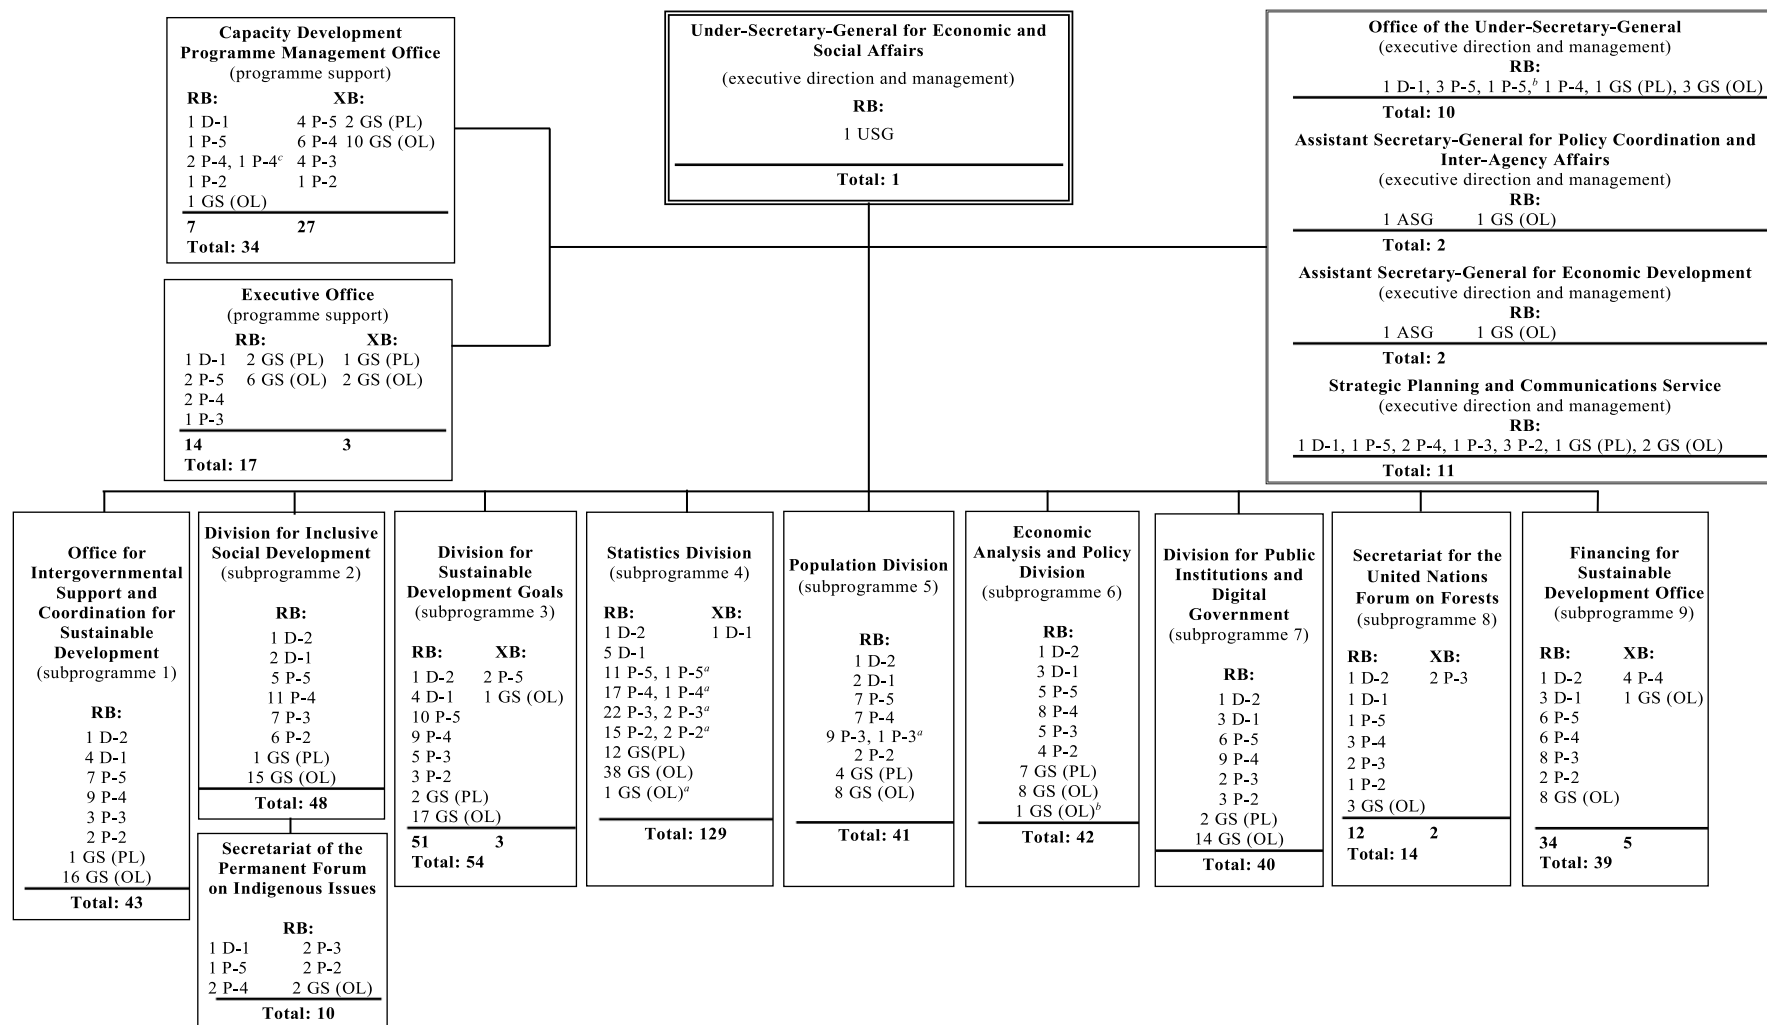 Capacity Development
Programme Management Office
(programme support)
RB: XB:
1 D-1 4 P-5 2 GS (PL)
1 P-5 6 P-4 10 GS (OL)
2 P-4, 1 P-4c 4 P-3
1 P-2 1 P-2
1 GS (OL)
7 27
Total: 34
Executive Office
(programme support)
RB: XB:
1 D-1 2 GS (PL) 1 GS (PL)
2 P-5 6 GS (OL) 2 GS (OL)
2 P-4
1 P-3
14 3
Total: 17
Under-Secretary-General for Economic and
Social Affairs
(executive direction and management)
RB:
1 USG
Total: 1
Office of the Under-Secretary-General
(executive direction and management)
RB:
1 D-1, 3 P-5, 1 P-5,b 1 P-4, 1 GS (PL), 3 GS (OL)
Total: 10
Assistant Secretary-General for Policy Coordination and
Inter-Agency Affairs
(executive direction and management)
RB:
1 ASG 1 GS (OL)
Total: 2
Assistant Secretary-General for Economic Development
(executive direction and management)
RB:
1 ASG 1 GS (OL)
Total: 2
Strategic Planning and Communications Service
(executive direction and management)
RB:
1 D-1, 1 P-5, 2 P-4, 1 P-3, 3 P-2, 1 GS (PL), 2 GS (OL)
Total: 11
Office for
Intergovernmental
Support and
Coordination for
Sustainable
Development
(subprogramme 1)
RB:
1 D-2
4 D-1
7 P-5
9 P-4
3 P-3
2 P-2
1 GS (PL)
16 GS (OL)
Total: 43
Division for Inclusive
Social Development
(subprogramme 2)
RB:
1 D-2
2 D-1
5 P-5
11 P-4
7 P-3
6 P-2
1 GS (PL)
15 GS (OL)
Total: 48
Secretariat of the
Permanent Forum
on Indigenous Issues
RB:
1 D-1 2 P-3
1 P-5 2 P-2
2 P-4 2 GS (OL)
Total: 10
Division for
Sustainable
Development Goals
(subprogramme 3)
RB: XB:
1 D-2 2 P-5
4 D-1 1 GS (OL)
10 P-5
9 P-4
5 P-3
3 P-2
2 GS (PL)
17 GS (OL)
51 3
Total: 54
Statistics Division
(subprogramme 4)
RB: XB:
1 D-2 1 D-1
5 D-1
11 P-5, 1 P-5a
17 P-4, 1 P-4a
22 P-3, 2 P-3a
15 P-2, 2 P-2a
12 GS(PL)
38 GS (OL)
1 GS (OL)a
Total: 129
Population Division
(subprogramme 5)
RB:
1 D-2
2 D-1
7 P-5
7 P-4
9 P-3, 1 P-3a
2 P-2
4 GS (PL)
8 GS (OL)
Total: 41
Economic
Analysis and Policy
Division
(subprogramme 6)
RB:
1 D-2
3 D-1
5 P-5
8 P-4
5 P-3
4 P-2
7 GS (PL)
8 GS (OL)
1 GS (OL)b
Total: 42
Division for Public
Institutions and
Digital
Government
(subprogramme 7)
RB:
1 D-2
3 D-1
6 P-5
9 P-4
2 P-3
3 P-2
2 GS (PL)
14 GS (OL)
Total: 40
Secretariat for the
United Nations
Forum on Forests
(subprogramme 8)
RB: XB:
1 D-2 2 P-3
1 D-1
1 P-5
3 P-4
2 P-3
1 P-2
3 GS (OL)
12 2
Total: 14
Financing for
Sustainable
Development Office
(subprogramme 9)
RB: XB:
1 D-2 4 P-4
3 D-1 1 GS (OL)
6 P-5
6 P-4
8 P-3
2 P-2
8 GS (OL)
34 5
Total: 39